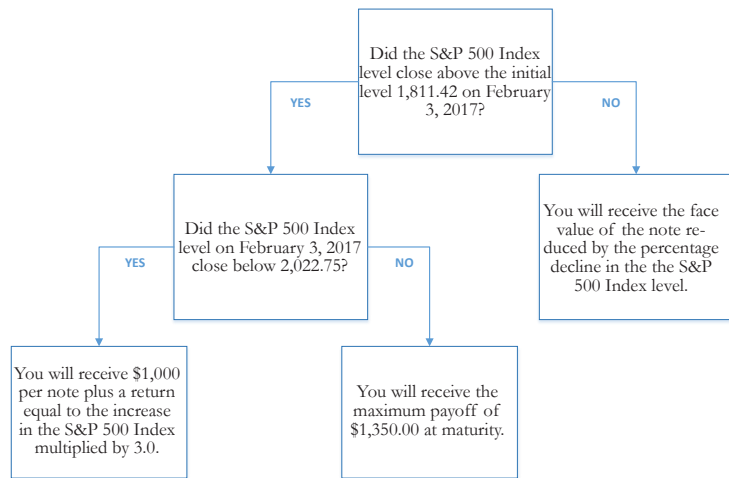 Did the S&P 500 Index
level close above the initial
level 1,811.42 on February
3, 2017?
YES
NO
Did the S&P 500 Index
level on February 3, 2017
close below 2,022.75?
You will receive the face
value of the note re-
duced by the percentage
decline in the the S&P
500 Index level.
YES
NO
You will receive $1,000
per note plus a return
equal to the increase
in the S&P 500 Index
multiplied by 3.0.
You will receive the
maximum payoff of
$1,350.00 at maturity.